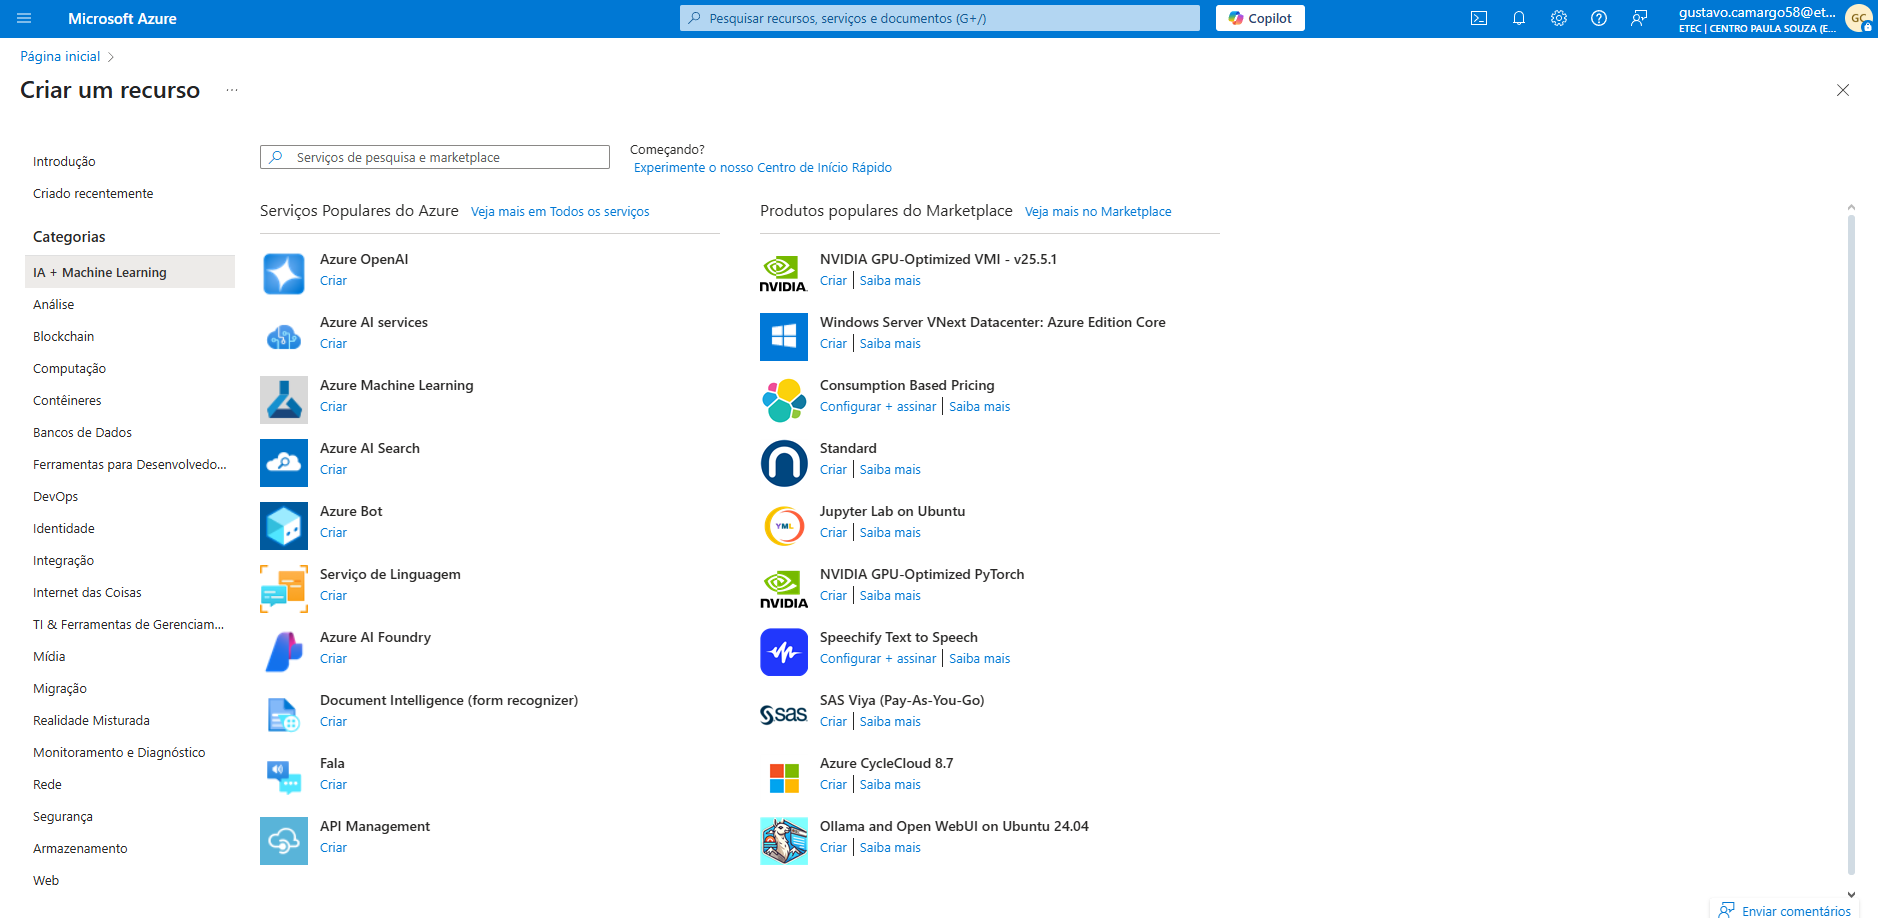 Microsoft Azure
Pesquisar recursos, serviços e documentos (G+/)
Copilot
gustavo.camargo58@et...
ETEC | CENTRO PAULA SOUZA (E...
GC
Página inicial
Criar um recurso
...
Introdução
Criado recentemente
Categorias
IA + Machine Learning
Análise
Blockchain
Computação
Contêineres
Bancos de Dados
Ferramentas para Desenvolvedo...
DevOps
Identidade
Integração
Internet das Coisas
TI & Ferramentas de Gerenciam...
Mídia
Migração
Realidade Misturada
Monitoramento e Diagnóstico
Rede
Segurança
Armazenamento
Web
Serviços de pesquisa e marketplace
Começando?
Experimente o nosso Centro de Início Rápido
Serviços Populares do Azure Veja mais em Todos os serviços
Azure OpenAI
Criar
Azure AI services
Criar
Azure Machine Learning
Criar
Azure AI Search
Criar
Azure Bot
Criar
Serviço de Linguagem
Criar
Azure AI Foundry
Criar
Document Intelligence (form recognizer)
Criar
Fala
Criar
API Management
Criar
Produtos populares do Marketplace Veja mais no Marketplace
NVIDIA
NVIDIA GPU-Optimized VMI - v25.5.1
Criar | Saiba mais
Windows Server VNext Datacenter: Azure Edition Core
Criar | Saiba mais
Consumption Based Pricing
Configurar + assinar | Saiba mais
Standard
Criar | Saiba mais
YML
Jupyter Lab on Ubuntu
Criar | Saiba mais
NVIDIA
NVIDIA GPU-Optimized PyTorch
Criar | Saiba mais
Speechify Text to Speech
Configurar + assinar | Saiba mais
sas
SAS Viya (Pay-As-You-Go)
Criar | Saiba mais
Azure CycleCloud 8.7
Criar | Saiba mais
Ollama and Open WebUI on Ubuntu 24.04
Criar | Saiba mais
Enviar comentários